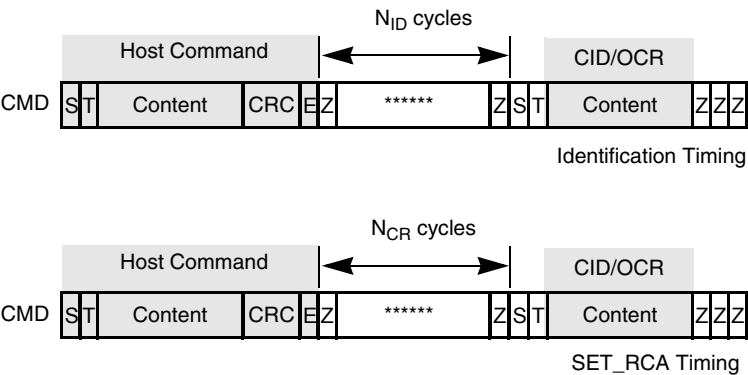 N_ID cycles
Host Command CID/OCR
CMD S T Content CRC E Z ****** Z S T Content Z Z Z
Identification Timing
N_CR cycles
Host Command CID/OCR
CMD S T Content CRC E Z ****** Z S T Content Z Z Z
SET_RCA Timing